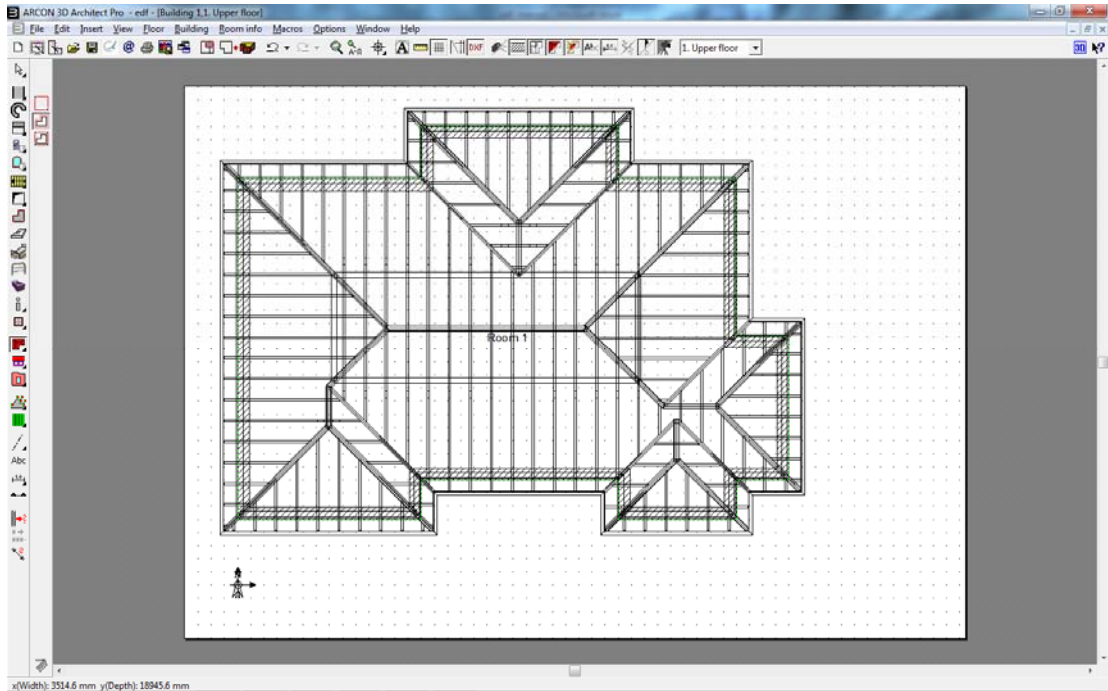 ARCON 3D Architect Pro - edf - [Building 1,1. Upper floor]
File Edit Insert View Floor Building Room info Macros Options Window Help
A DXF Abc 1. Upper floor 3D
Room 1
Abc
x(Width): 3514.6 mm y(Depth): 18945.6 mm